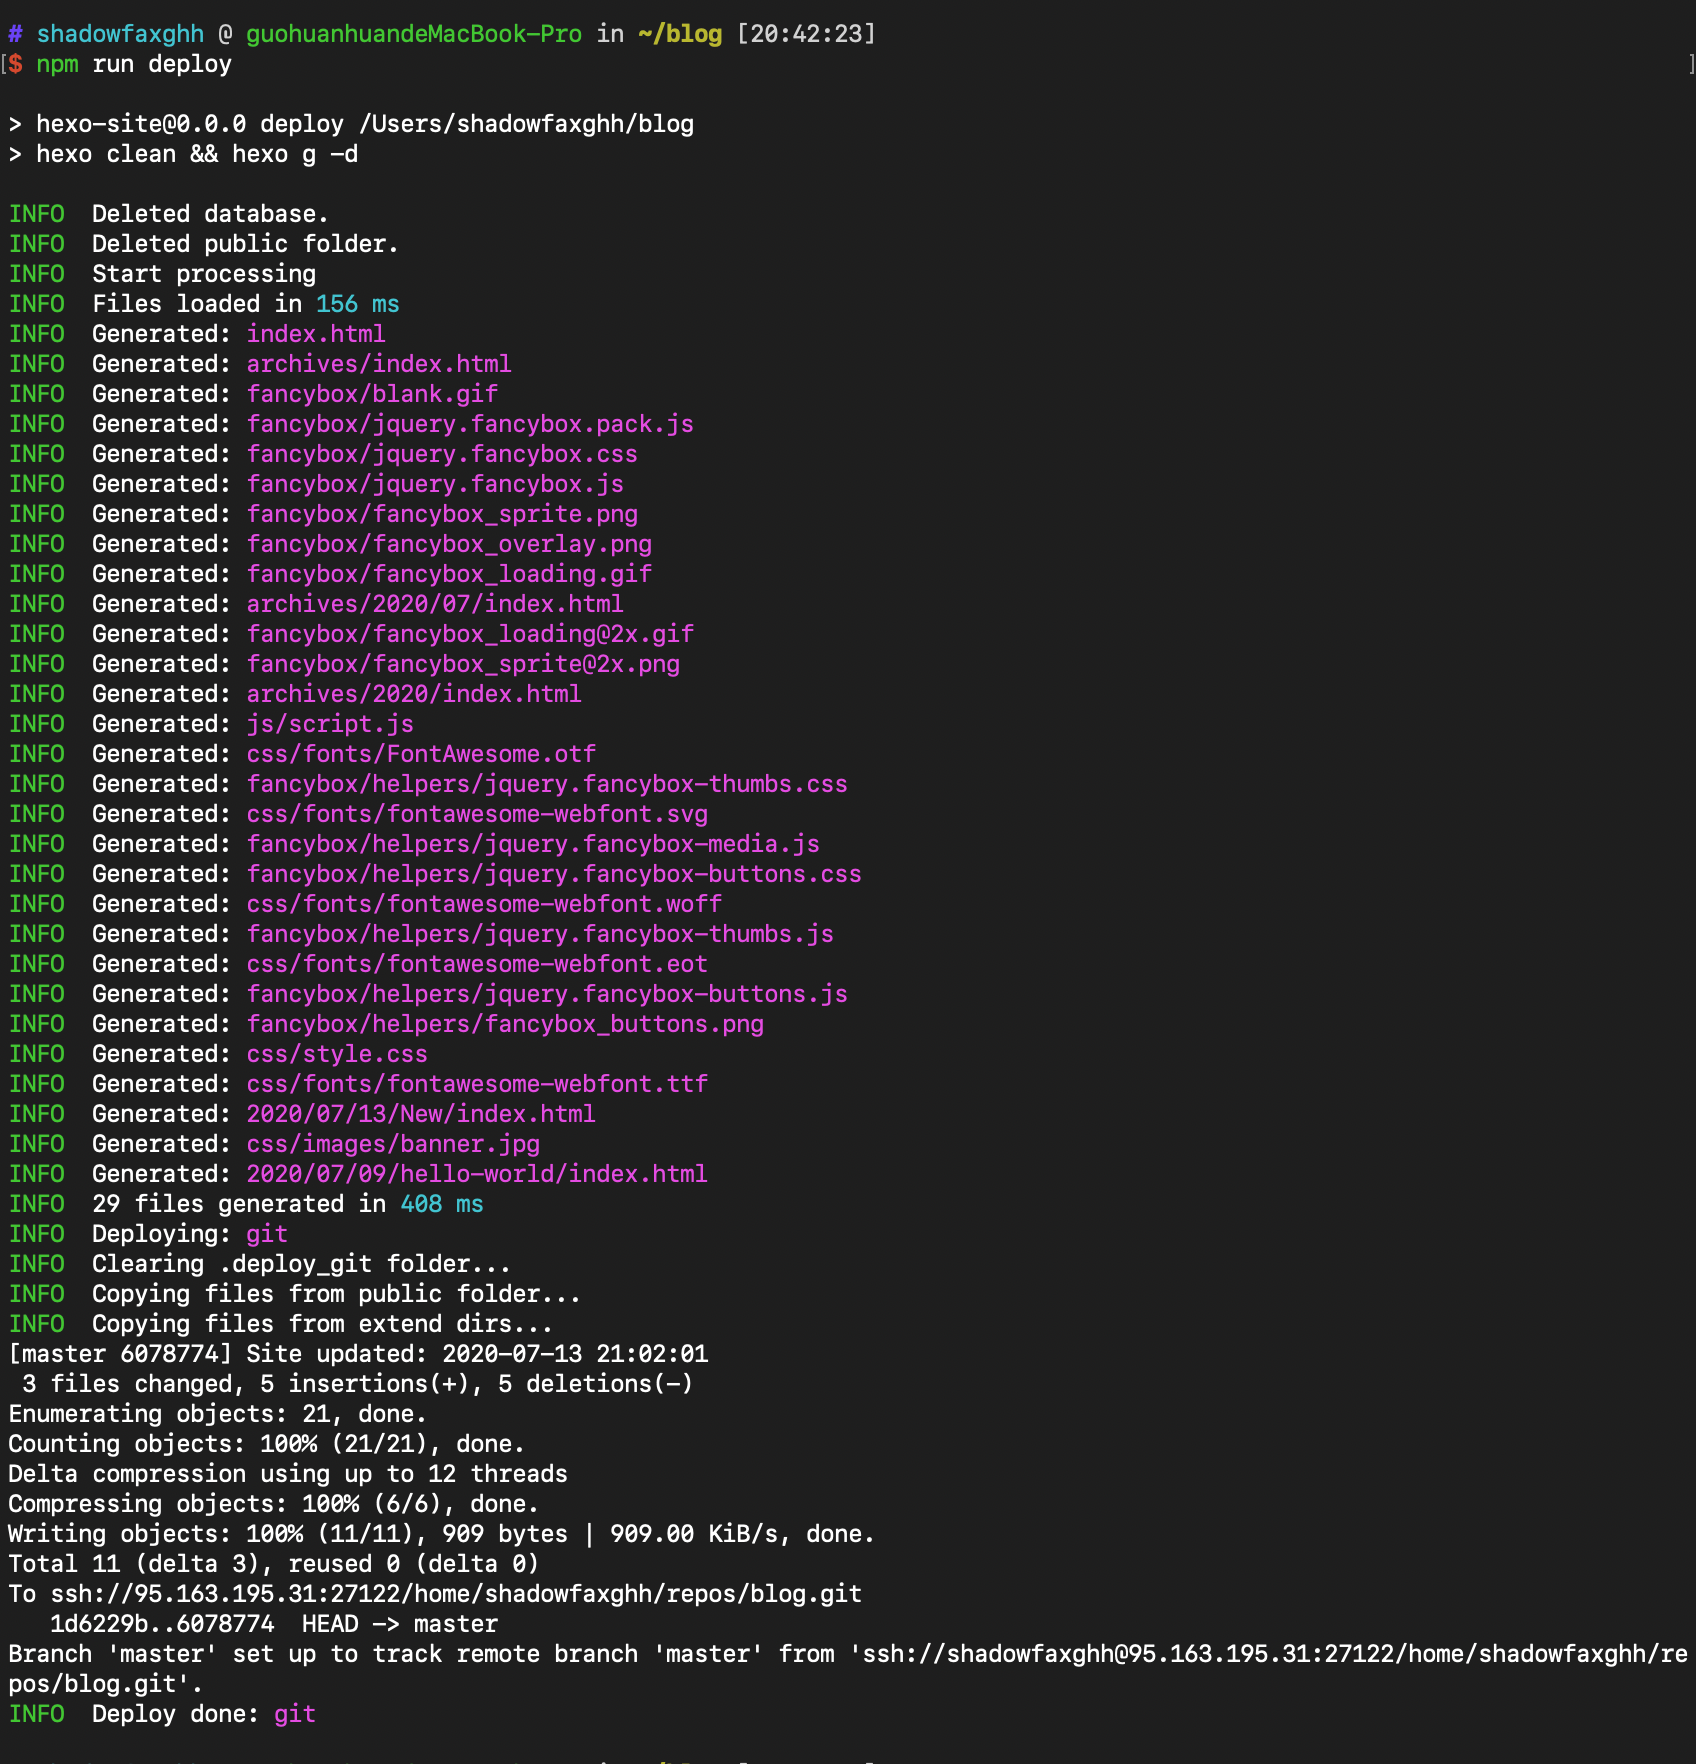 # shadowfaxghh @ guohuanhuandeMacBook-Pro in ~/blog [20:42:23]
[$ npm run deploy ]
> hexo-site@0.0.0 deploy /Users/shadowfaxghh/blog
> hexo clean && hexo g -d
INFO  Deleted database.
INFO  Deleted public folder.
INFO  Start processing
INFO  Files loaded in 156 ms
INFO  Generated: index.html
INFO  Generated: archives/index.html
INFO  Generated: fancybox/blank.gif
INFO  Generated: fancybox/jquery.fancybox.pack.js
INFO  Generated: fancybox/jquery.fancybox.css
INFO  Generated: fancybox/jquery.fancybox.js
INFO  Generated: fancybox/fancybox_sprite.png
INFO  Generated: fancybox/fancybox_overlay.png
INFO  Generated: fancybox/fancybox_loading.gif
INFO  Generated: archives/2020/07/index.html
INFO  Generated: fancybox/fancybox_loading@2x.gif
INFO  Generated: fancybox/fancybox_sprite@2x.png
INFO  Generated: archives/2020/index.html
INFO  Generated: js/script.js
INFO  Generated: css/fonts/FontAwesome.otf
INFO  Generated: fancybox/helpers/jquery.fancybox-thumbs.css
INFO  Generated: css/fonts/fontawesome-webfont.svg
INFO  Generated: fancybox/helpers/jquery.fancybox-media.js
INFO  Generated: fancybox/helpers/jquery.fancybox-buttons.css
INFO  Generated: css/fonts/fontawesome-webfont.woff
INFO  Generated: fancybox/helpers/jquery.fancybox-thumbs.js
INFO  Generated: css/fonts/fontawesome-webfont.eot
INFO  Generated: fancybox/helpers/jquery.fancybox-buttons.js
INFO  Generated: fancybox/helpers/fancybox_buttons.png
INFO  Generated: css/style.css
INFO  Generated: css/fonts/fontawesome-webfont.ttf
INFO  Generated: 2020/07/13/New/index.html
INFO  Generated: css/images/banner.jpg
INFO  Generated: 2020/07/09/hello-world/index.html
INFO  29 files generated in 408 ms
INFO  Deploying: git
INFO  Clearing .deploy_git folder...
INFO  Copying files from public folder...
INFO  Copying files from extend dirs...
[master 6078774] Site updated: 2020-07-13 21:02:01
 3 files changed, 5 insertions(+), 5 deletions(-)
Enumerating objects: 21, done.
Counting objects: 100% (21/21), done.
Delta compression using up to 12 threads
Compressing objects: 100% (6/6), done.
Writing objects: 100% (11/11), 909 bytes | 909.00 KiB/s, done.
Total 11 (delta 3), reused 0 (delta 0)
To ssh://95.163.195.31:27122/home/shadowfaxghh/repos/blog.git
   1d6229b..6078774  HEAD -> master
Branch 'master' set up to track remote branch 'master' from 'ssh://shadowfaxghh@95.163.195.31:27122/home/shadowfaxghh/re
pos/blog.git'.
INFO  Deploy done: git